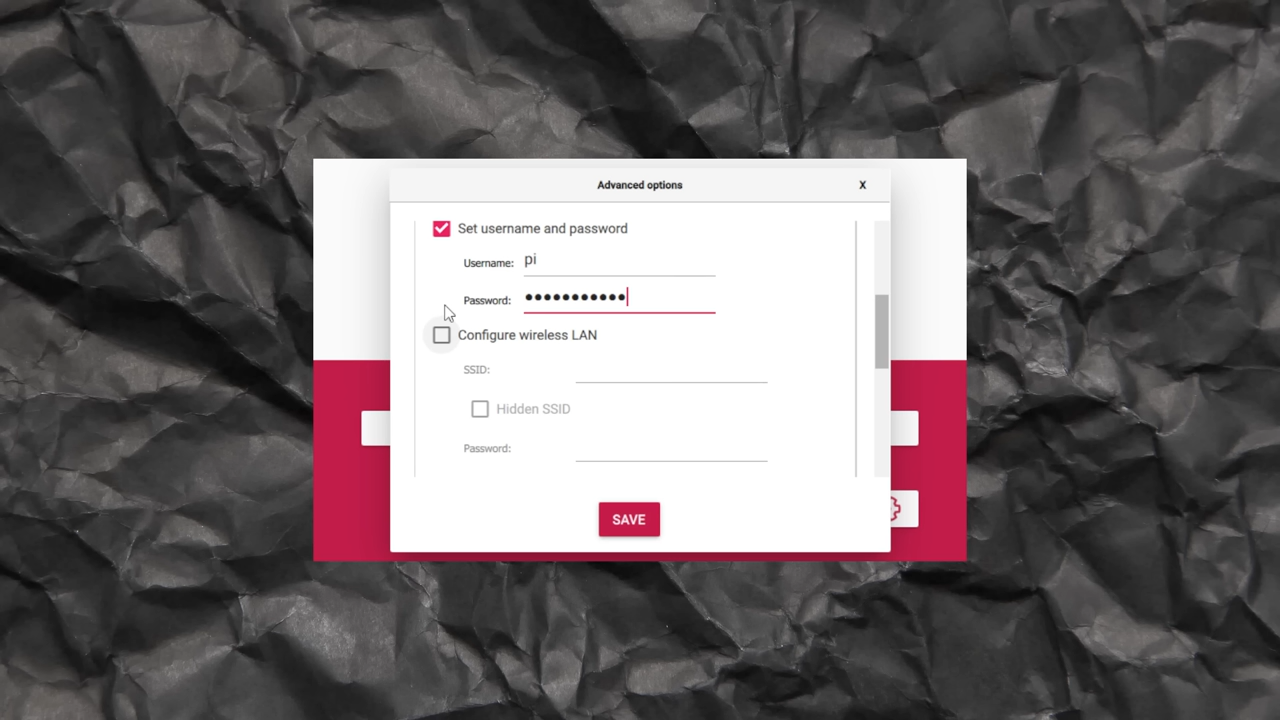 Advanced options X
Set username and password
Username: pi
Password: •••••••••••
Configure wireless LAN
SSID:
Hidden SSID
Password:
SAVE